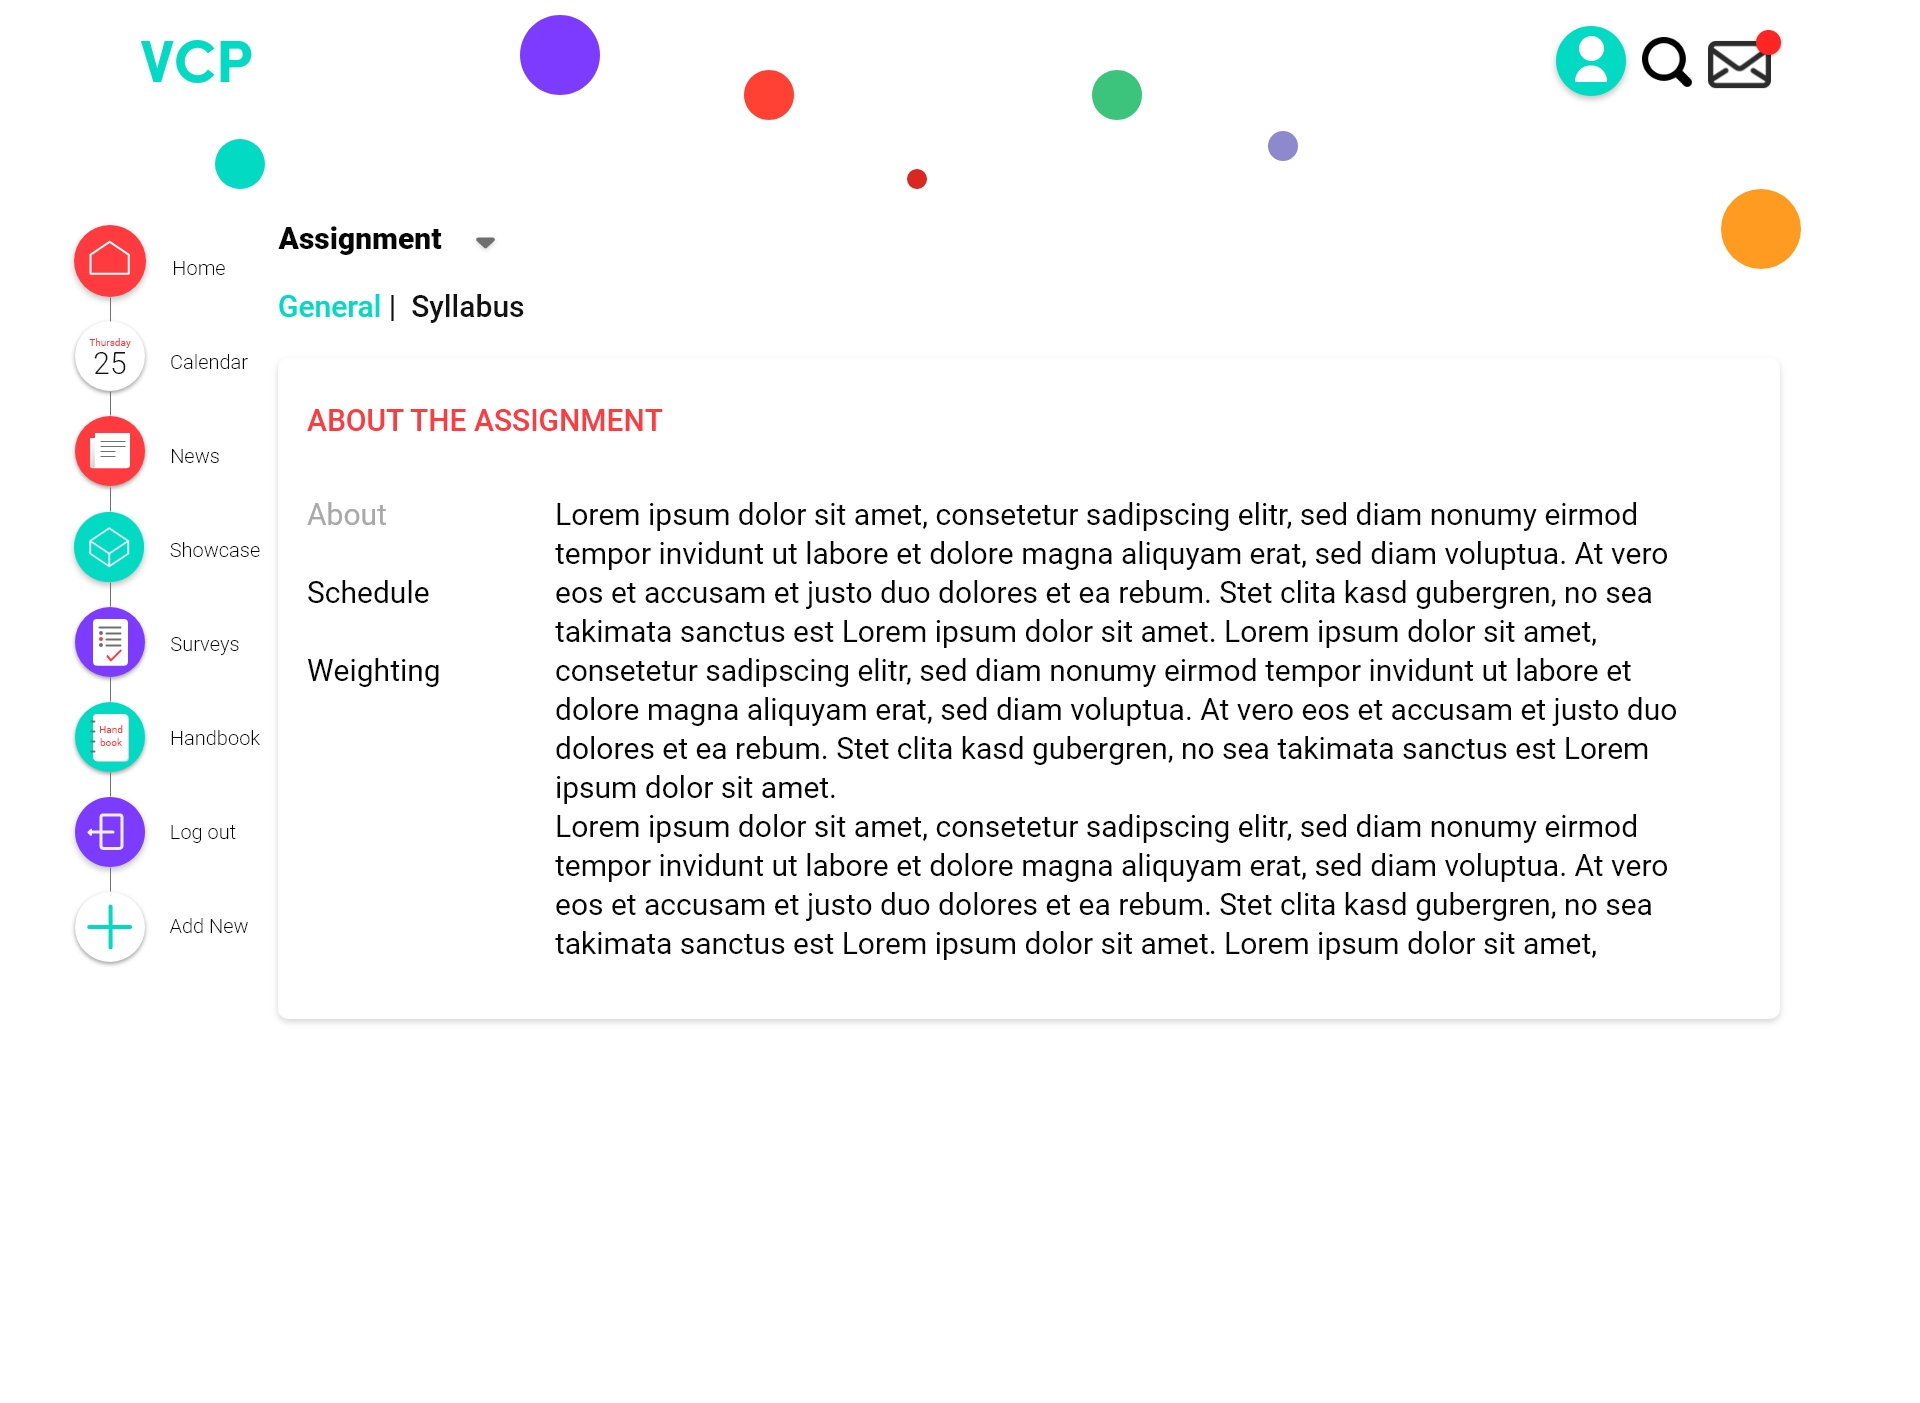 VCP
Assignment
General | Syllabus
Home
Thursday
25
Calendar
News
Showcase
Surveys
Hand
book
Handbook
Log out
Add New
ABOUT THE ASSIGNMENT
About
Schedule
Weighting
Lorem ipsum dolor sit amet, consetetur sadipscing elitr, sed diam nonumy eirmod
tempor invidunt ut labore et dolore magna aliquyam erat, sed diam voluptua. At vero
eos et accusam et justo duo dolores et ea rebum. Stet clita kasd gubergren, no sea
takimata sanctus est Lorem ipsum dolor sit amet. Lorem ipsum dolor sit amet,
consetetur sadipscing elitr, sed diam nonumy eirmod tempor invidunt ut labore et
dolore magna aliquyam erat, sed diam voluptua. At vero eos et accusam et justo duo
dolores et ea rebum. Stet clita kasd gubergren, no sea takimata sanctus est Lorem
ipsum dolor sit amet.
Lorem ipsum dolor sit amet, consetetur sadipscing elitr, sed diam nonumy eirmod
tempor invidunt ut labore et dolore magna aliquyam erat, sed diam voluptua. At vero
eos et accusam et justo duo dolores et ea rebum. Stet clita kasd gubergren, no sea
takimata sanctus est Lorem ipsum dolor sit amet. Lorem ipsum dolor sit amet,